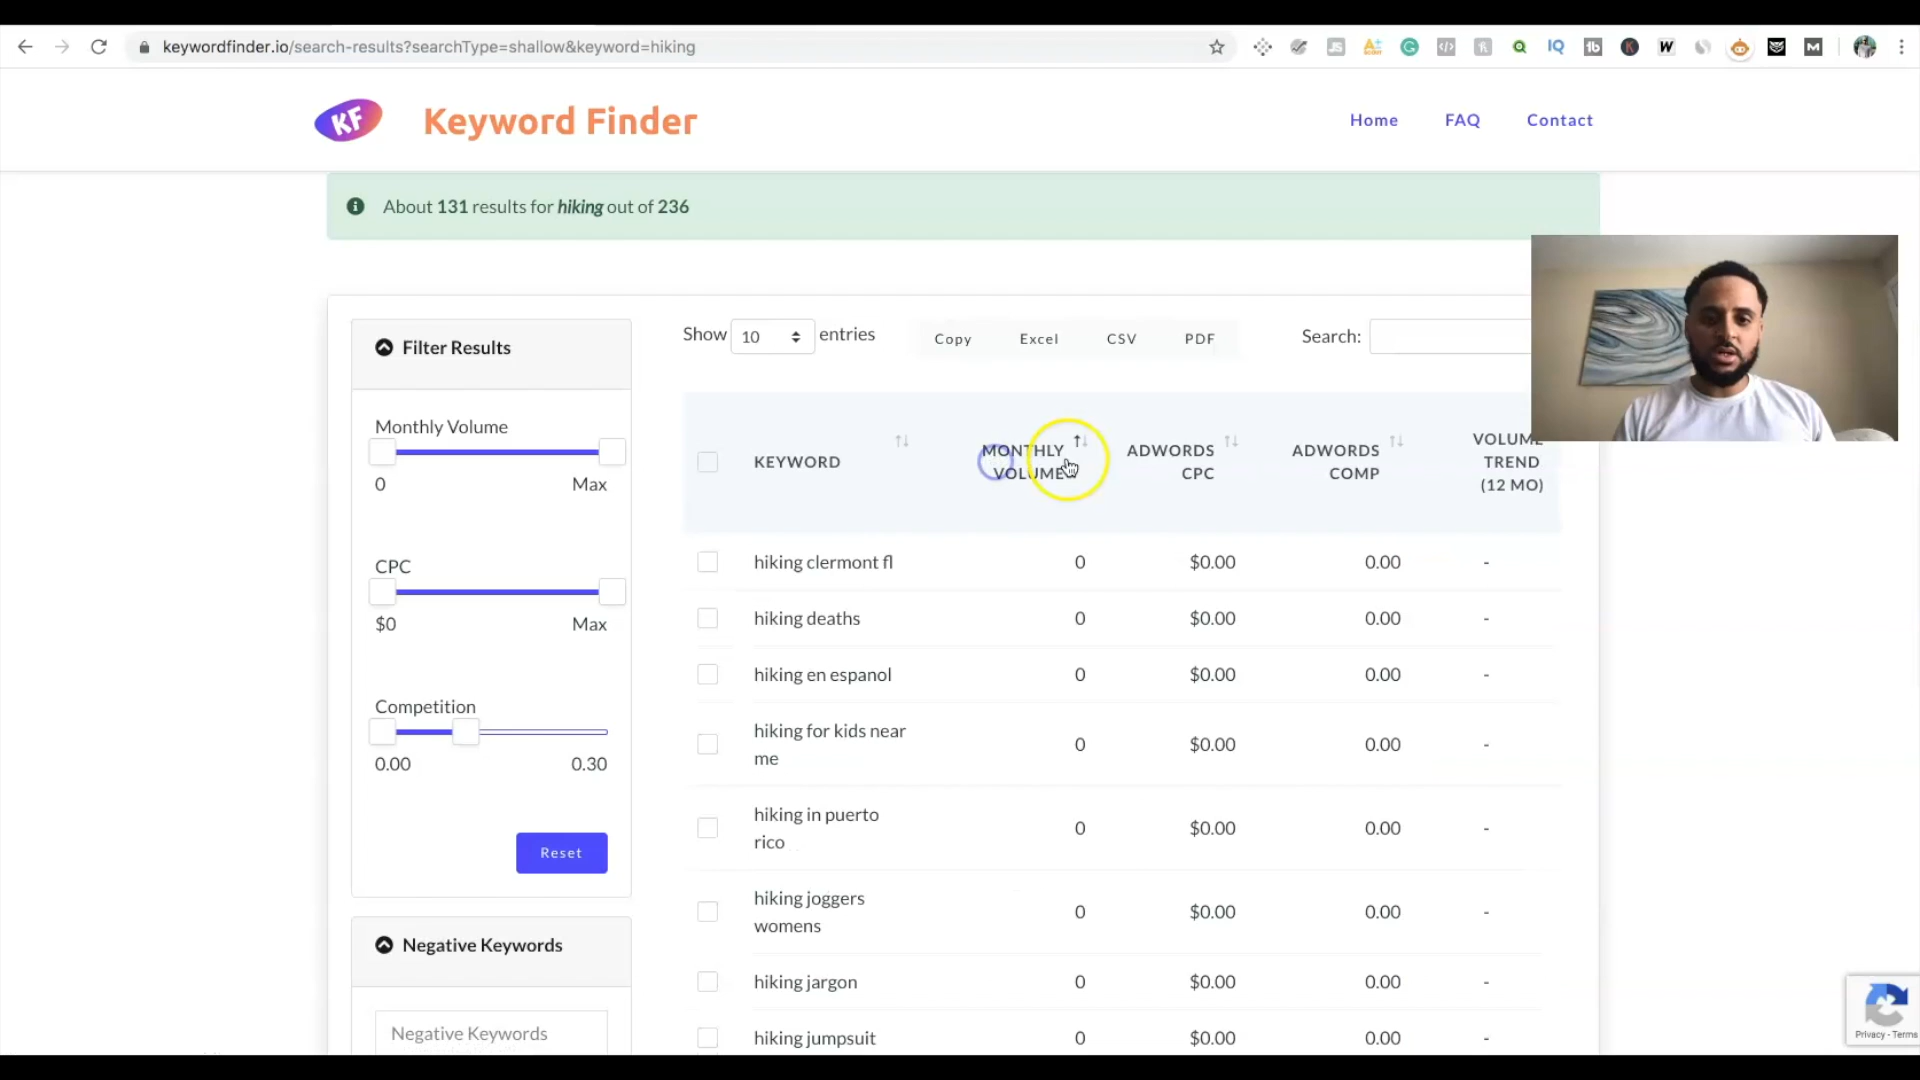 keywordfinder.io/search-results?searchType=shallow&keyword=hiking
KF
Keyword Finder
Home
FAQ
Contact
About 131 results for hiking out of 236
Filter Results
Monthly Volume
0
Max
CPC
$0
Max
Competition
0.00
0.30
Reset
Negative Keywords
Negative Keywords
Show 10 entries
Copy
Excel
CSV
PDF
Search:
KEYWORD
MONTHLY
VOLUME
ADWORDS
CPC
ADWORDS
COMP
VOLUME
TREND
(12 MO)
hiking clermont fl 0 $0.00 0.00 -
hiking deaths 0 $0.00 0.00 -
hiking en espanol 0 $0.00 0.00 -
hiking for kids near
me
0 $0.00 0.00 -
hiking in puerto
rico
0 $0.00 0.00 -
hiking joggers
womens
0 $0.00 0.00 -
hiking jargon 0 $0.00 0.00 -
hiking jumpsuit 0 $0.00 0.00 -
Privacy - Terms